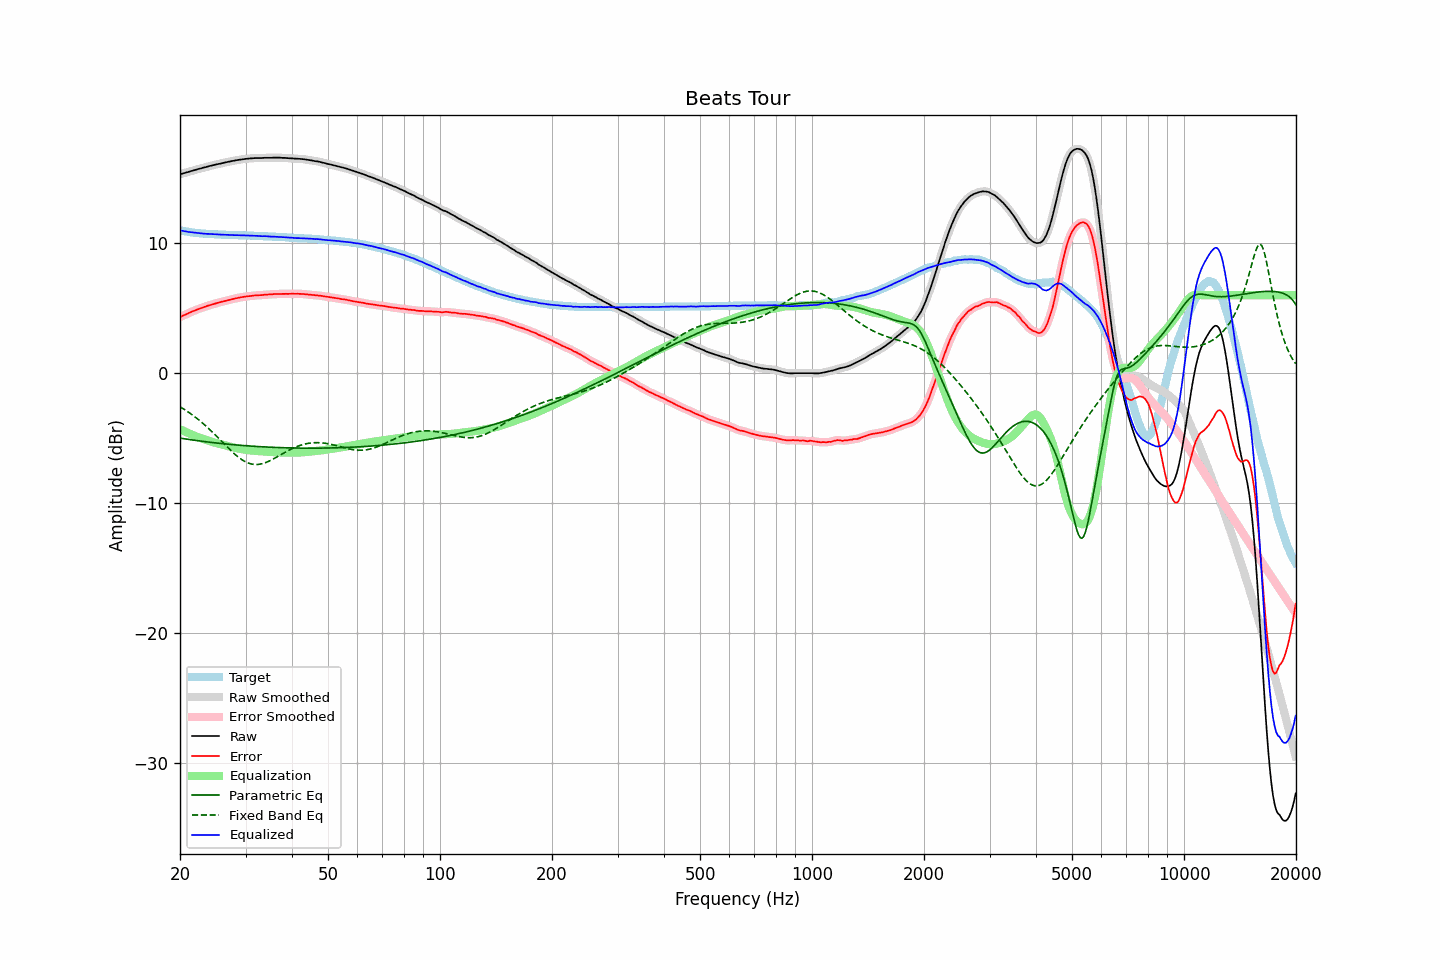 Beats Tour
Amplitude (dBr)
10
0
−10
−20
−30
Target
Raw Smoothed
Error Smoothed
Raw
Error
Equalization
Parametric Eq
Fixed Band Eq
Equalized
20 50 100 200 500 1000 2000 5000 10000 20000
Frequency (Hz)